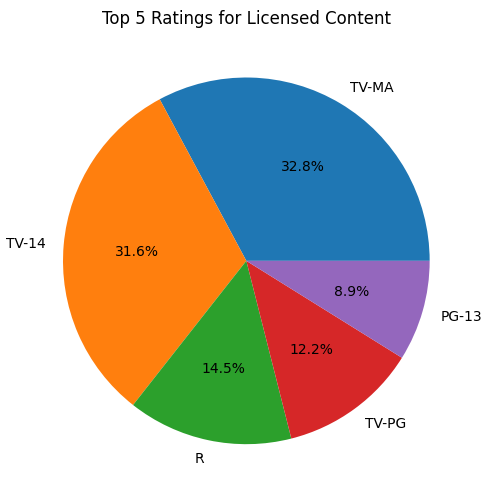 Top 5 Ratings for Licensed Content
TV-MA
32.8%
TV-14
31.6%
R
14.5%
TV-PG
12.2%
PG-13
8.9%